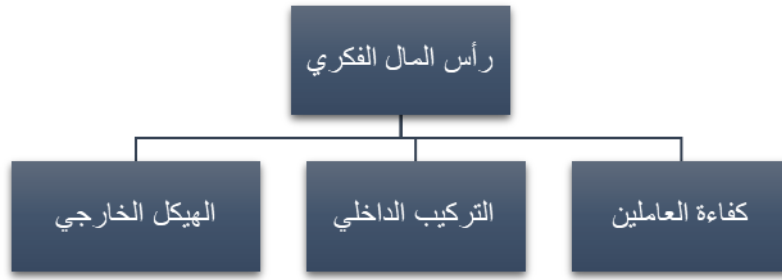 رأس المال الفكري
كفاءة العاملين
التركيب الداخلي
الهيكل الخارجي